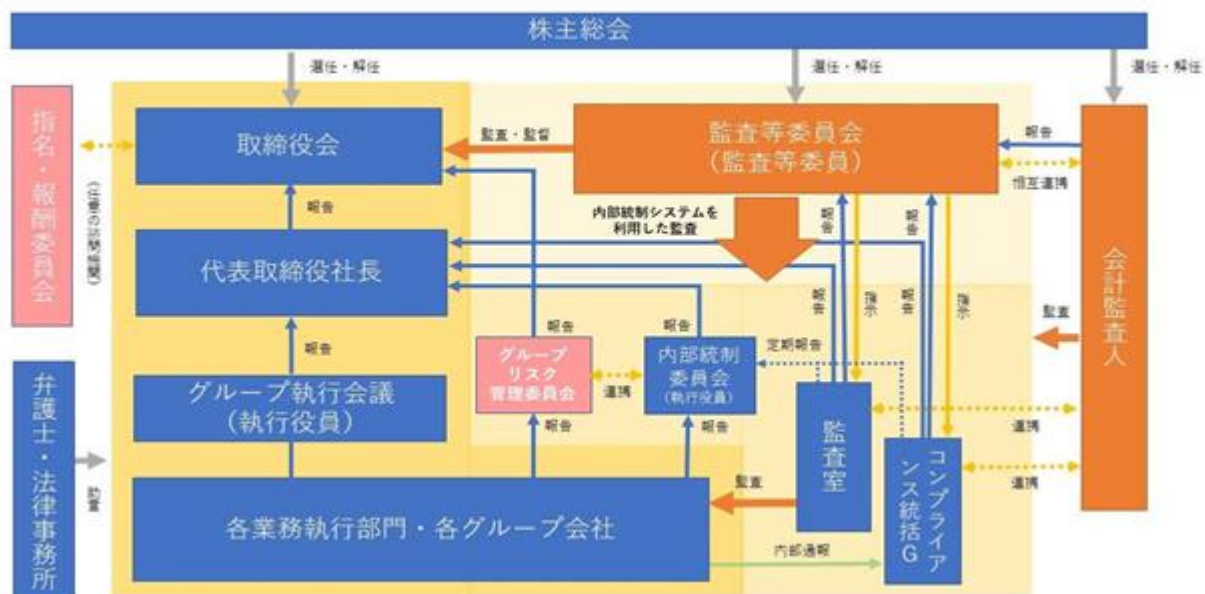 株主総会
選任・解任
選任・解任
選任・解任
指名・報酬委員会
(任意の諮問機関)
取締役会
監査・監督
監査等委員会
(監査等委員)
報告
相互連携
会計監査人
報告
内部統制システムを
利用した監査
報告
報告
代表取締役社長
報告
指示
報告
指示
監査
報告
報告
報告
定期報告
グループ
リスク
管理委員会
連携
内部統制
委員会
(執行役員)
グループ執行会議
(執行役員)
弁護士・法律事務所
助言
報告
報告
監査室
連携
コンプライア
ンス統括G
連携
各業務執行部門・各グループ会社
監査
内部通報